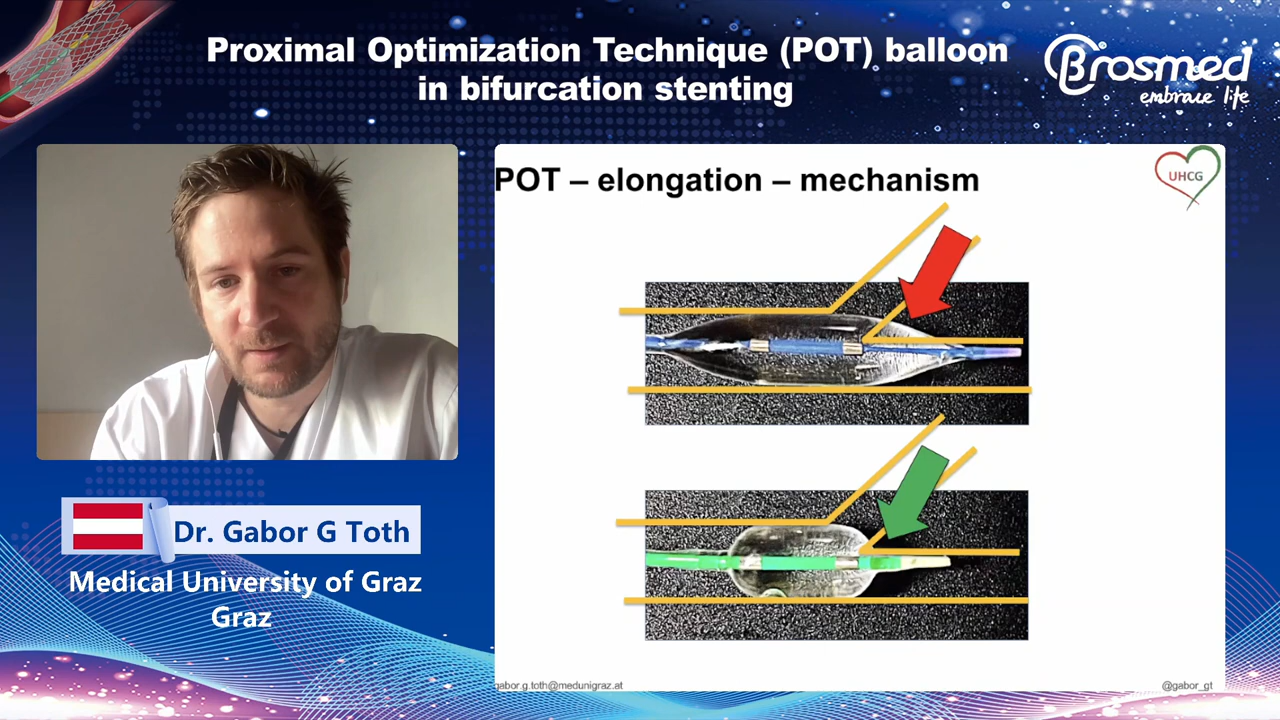 Proximal Optimization Technique (POT) balloon
in bifurcation stenting
Brosmed
embrace life
POT – elongation – mechanism
UHCG
Dr. Gabor G Toth
Medical University of Graz
Graz
gabor.g.toth@medunigraz.at
@gabor_gt